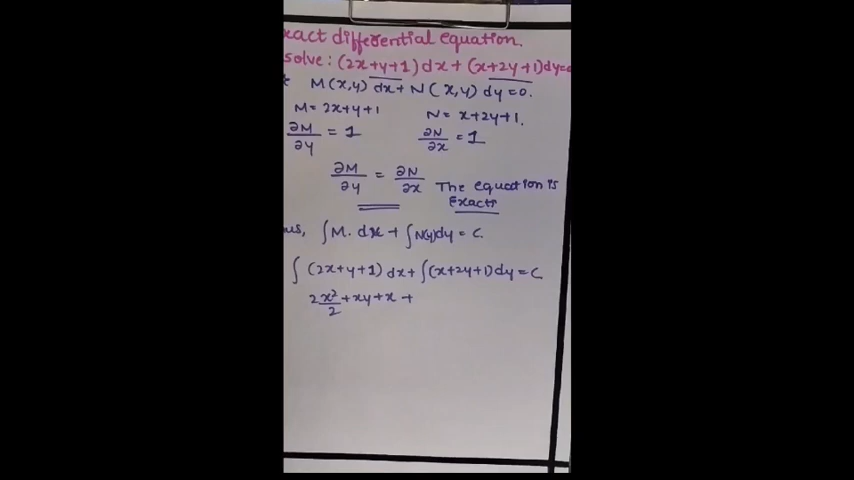 xact differential equation.
solve: (2x+y+1) dx + (x+2y+1)dy=0
M(x,y) dx + N(x,y) dy=0.
M= 2x+y+1 N= x+2y+1.
∂M/∂y = 1 ∂N/∂x = 1
∂M/∂y = ∂N/∂x The equation is
Exact
us, ∫M. dx + ∫N(y)dy = c.
∫(2x+y+1) dx + ∫(x+2y+1) dy = C
2x²/2 + xy + x +